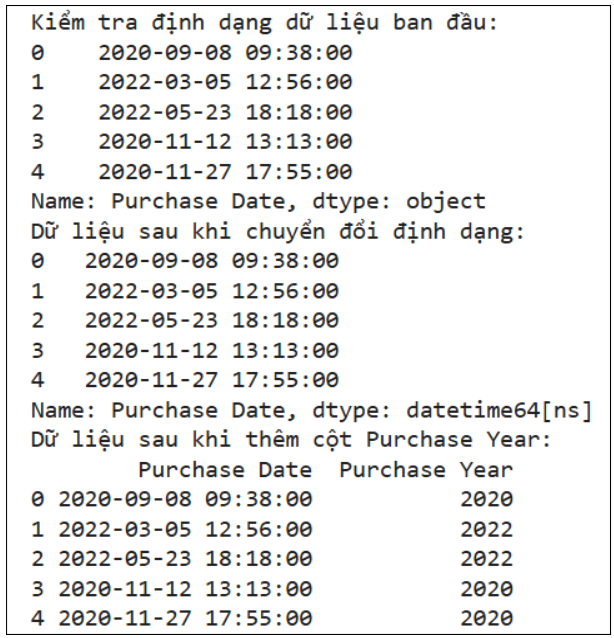 Kiểm tra định dạng dữ liệu ban đầu:
0    2020-09-08 09:38:00
1    2022-03-05 12:56:00
2    2022-05-23 18:18:00
3    2020-11-12 13:13:00
4    2020-11-27 17:55:00
Name: Purchase Date, dtype: object
Dữ liệu sau khi chuyển đổi định dạng:
0   2020-09-08 09:38:00
1   2022-03-05 12:56:00
2   2022-05-23 18:18:00
3   2020-11-12 13:13:00
4   2020-11-27 17:55:00
Name: Purchase Date, dtype: datetime64[ns]
Dữ liệu sau khi thêm cột Purchase Year:
        Purchase Date  Purchase Year
0 2020-09-08 09:38:00           2020
1 2022-03-05 12:56:00           2022
2 2022-05-23 18:18:00           2022
3 2020-11-12 13:13:00           2020
4 2020-11-27 17:55:00           2020